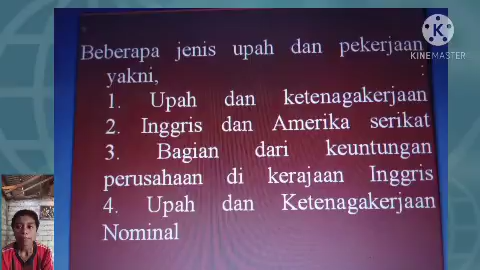 Beberapa jenis upah dan pekerjaan
yakni, :
1. Upah dan ketenagakerjaan
2. Inggris dan Amerika serikat
3. Bagian dari keuntungan
perusahaan di kerajaan Inggris
4. Upah dan Ketenagakerjaan
Nominal
KINEMASTER